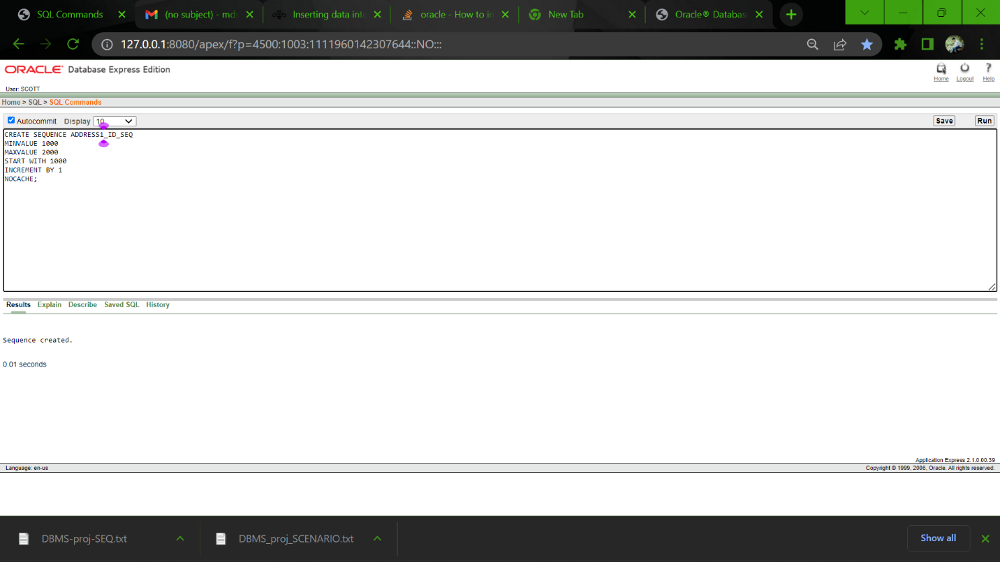 SQL Commands
(no subject) - mds
Inserting data int
oracle - How to in
New Tab
Oracle® Databas
127.0.0.1:8080/apex/f?p=4500:1003:1111960142307644::NO:::
ORACLE® Database Express Edition
Home
Logout
Help
User: SCOTT
Home > SQL > SQL Commands
Autocommit Display 10
Save
Run
CREATE SEQUENCE ADDRESS1_ID_SEQ
MINVALUE 1000
MAXVALUE 2000
START WITH 1000
INCREMENT BY 1
NOCACHE;
Results Explain Describe Saved SQL History
Sequence created.
0.01 seconds
Application Express 2.1.0.00.39
Language: en-us
Copyright © 1999, 2006, Oracle. All rights reserved.
DBMS-proj-SEQ.txt
DBMS_proj_SCENARIO.txt
Show all